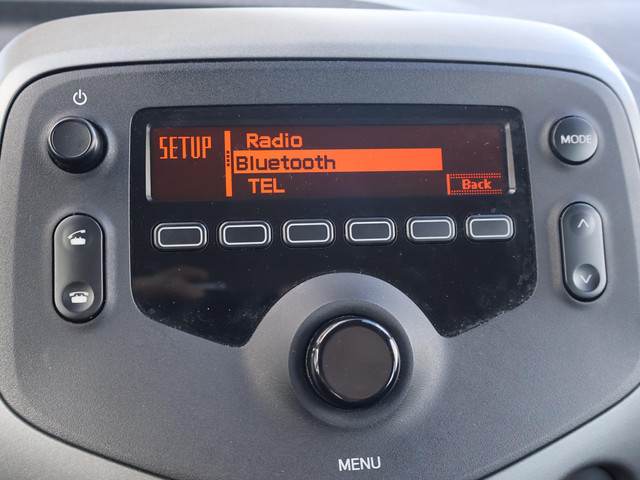 SETUP
Radio
Bluetooth
TEL
Back
MODE
MENU